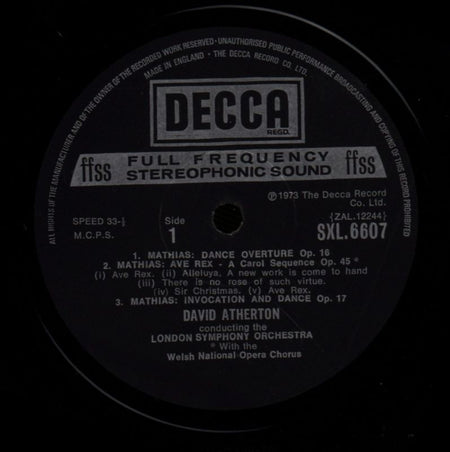 ALL RIGHTS OF THE MANUFACTURER AND OF THE OWNER OF THE RECORDED WORK RESERVED · UNAUTHORISED PUBLIC PERFORMANCE BROADCASTING AND COPYING OF THIS RECORD PROHIBITED
MADE IN ENGLAND · THE DECCA RECORD CO. LTD.
DECCA
REGD.
ffss FULL FREQUENCY ffss
STEREOPHONIC SOUND
℗1973 The Decca Record
Co. Ltd.
SPEED 33-⅓ Side (ZAL.12244)
M.C.P.S. 1 SXL.6607
1. MATHIAS: DANCE OVERTURE Op. 16
2. MATHIAS: AVE REX - A Carol Sequence Op. 45 *
(i) Ave Rex. (ii) Alleluya, A new work is come to hand
(iii) There is no rose of such virtue.
(iv) Sir Christmas. (v) Ave Rex.
3. MATHIAS: INVOCATION AND DANCE Op. 17
DAVID ATHERTON
conducting the
LONDON SYMPHONY ORCHESTRA
* With the
Welsh National Opera Chorus